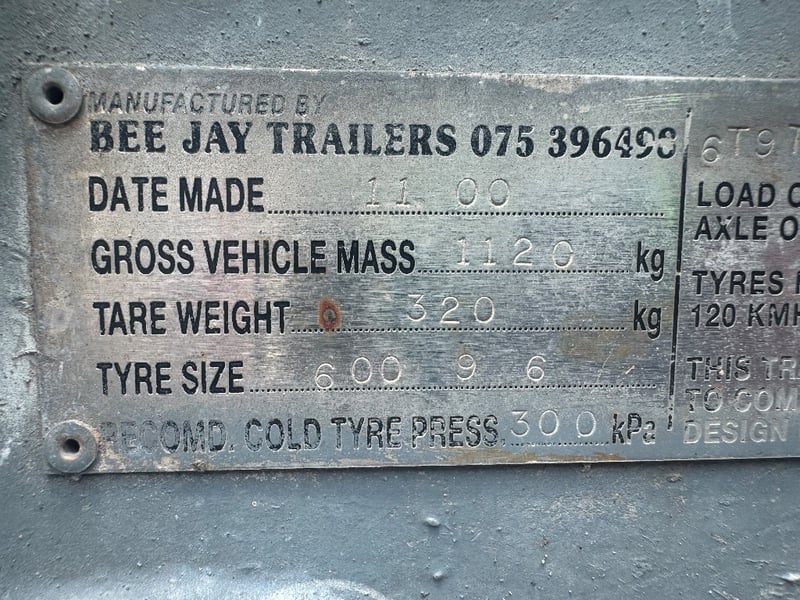 MANUFACTURED BY
BEE JAY TRAILERS 075 396498
DATE MADE 11 00
GROSS VEHICLE MASS 1120 kg
TARE WEIGHT 320 kg
TYRE SIZE 600 9 6
RECOMD. COLD TYRE PRESS. 300 kPa
6T9T
LOAD
AXLE
TYRES
120 KMH
THIS
TO
DESIGN